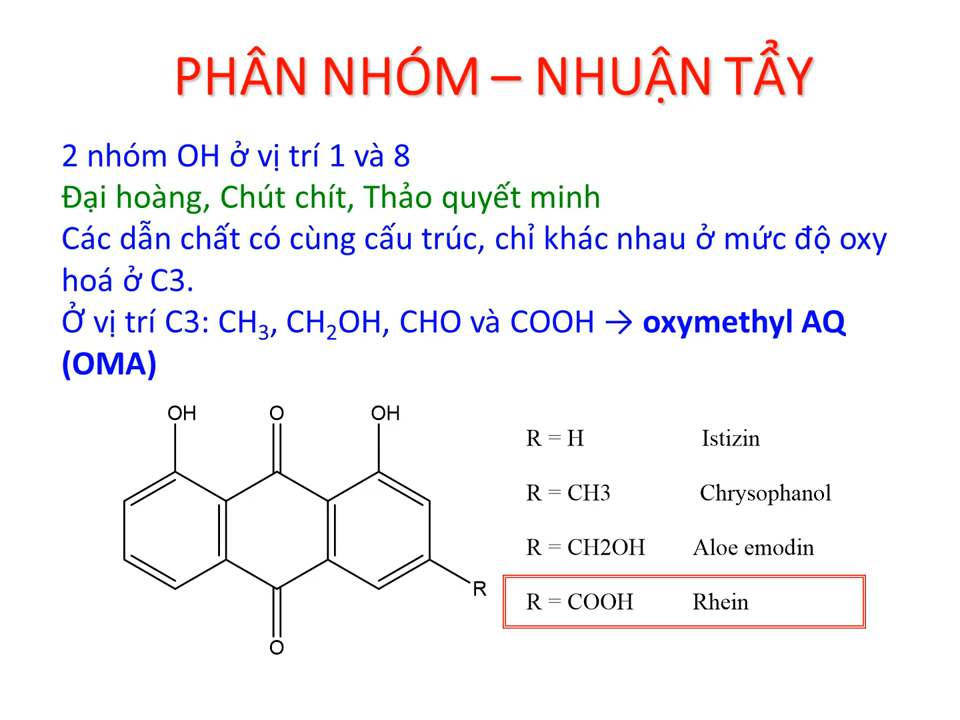 PHÂN NHÓM – NHUẬN TẨY
2 nhóm OH ở vị trí 1 và 8
Đại hoàng, Chút chít, Thảo quyết minh
Các dẫn chất có cùng cấu trúc, chỉ khác nhau ở mức độ oxy
hoá ở C3.
Ở vị trí C3: CH₃, CH₂OH, CHO và COOH → oxymethyl AQ
(OMA)
OH O OH
R
O
R = H Istizin
R = CH3 Chrysophanol
R = CH2OH Aloe emodin
R = COOH Rhein